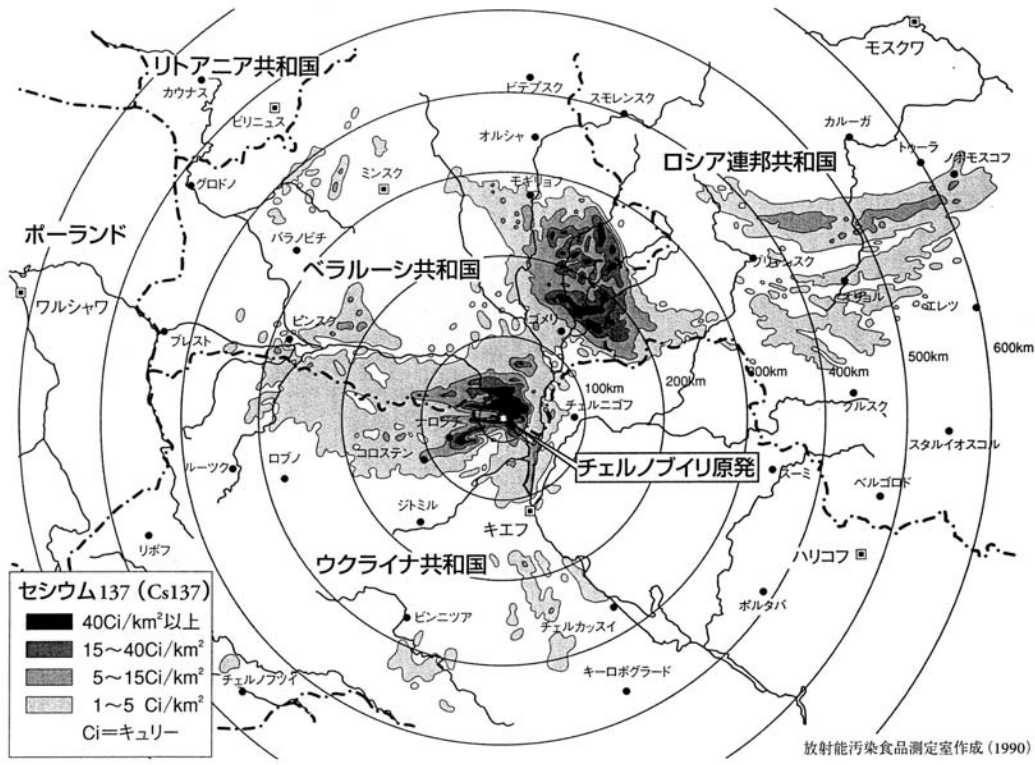 モスクワ
リトアニア共和国
カウナス
ビテプスク
スモレンスク
ビリニュス
オルシャ
カルーガ
トゥーラ
ロシア連邦共和国
ノボモスコフ
ミンスク
グロドノ
モギリョフ
ポーランド
バラノビチ
ベラルーシ共和国
ブリャンスク
ワルシャワ
オリョル
エレツ
ピンスク
ゴメリ
ブレスト
600km
500km
400km
300km
200km
100km
チェルニゴフ
クルスク
ナロヴチ
スタルイオスコル
コロステン
チェルノブイリ原発
ルーツク
ロブノ
スーミ
ベルゴロド
ジトミル
キエフ
リボフ
ハリコフ
ウクライナ共和国
セシウム137(Cs137)
40Ci/km²以上
15〜40Ci/km²
5〜15Ci/km²
1〜5 Ci/km²
Ci=キュリー
ポルタバ
ビンニツア
チェルカッスイ
キーロボグラード
チェルノブツイ
放射能汚染食品測定室作成(1990)